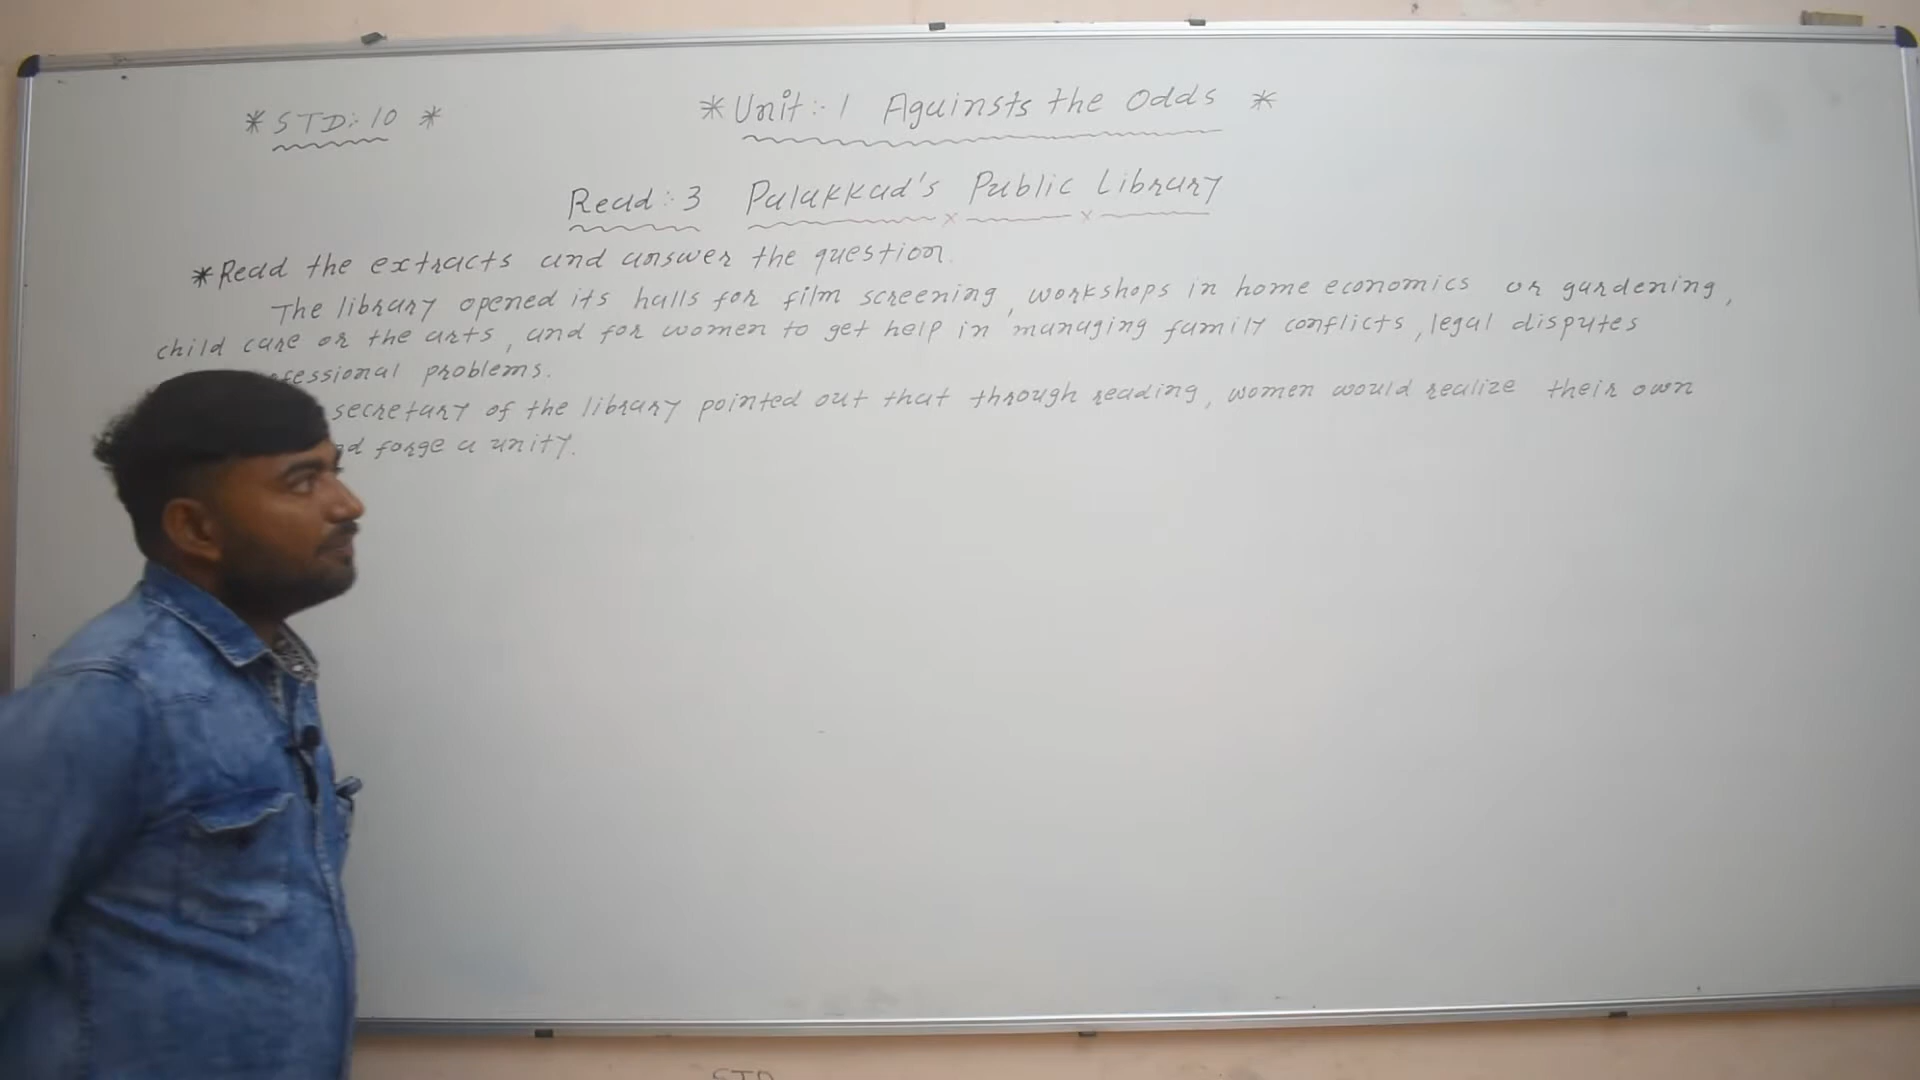 * STD:- 10 *
* Unit:- 1 Againsts the Odds *
Read:- 3 Palakkad's Public Library
* Read the extracts and answer the question.
The library opened its halls for film screening, workshops in home economics or gardening,
child care or the arts, and for women to get help in managing family conflicts, legal disputes
problems.
secretary of the library pointed out that through reading, women would realize their own
forge a unity.
STD